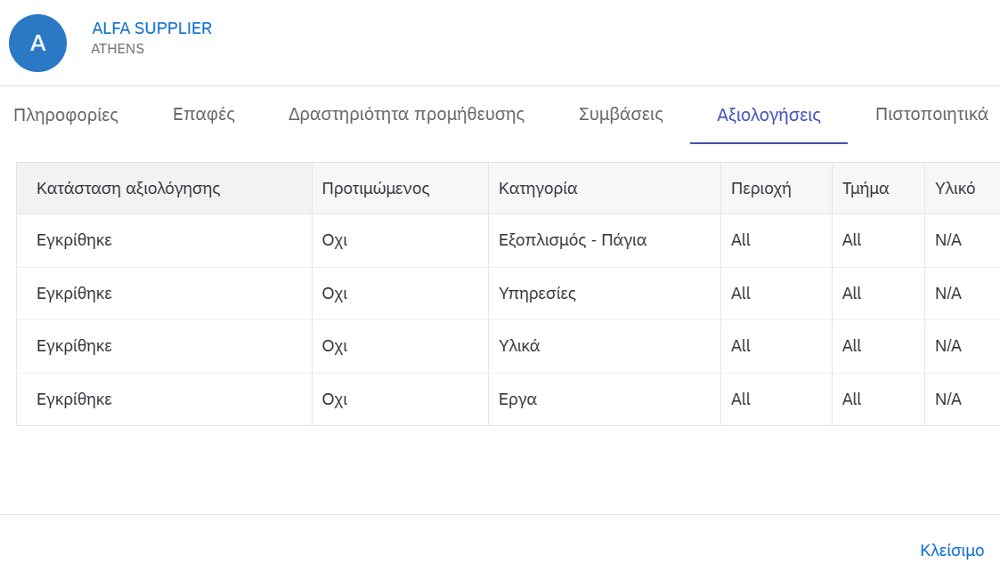 A
ALFA SUPPLIER
ATHENS
Πληροφορίες Επαφές Δραστηριότητα προμήθευσης Συμβάσεις Αξιολογήσεις Πιστοποιητικά
Κατάσταση αξιολόγησης Προτιμώμενος Κατηγορία Περιοχή Τμήμα Υλικό
Εγκρίθηκε Οχι Εξοπλισμός - Πάγια All All N/A
Εγκρίθηκε Οχι Υπηρεσίες All All N/A
Εγκρίθηκε Οχι Υλικά All All N/A
Εγκρίθηκε Οχι Εργα All All N/A
Κλείσιμο